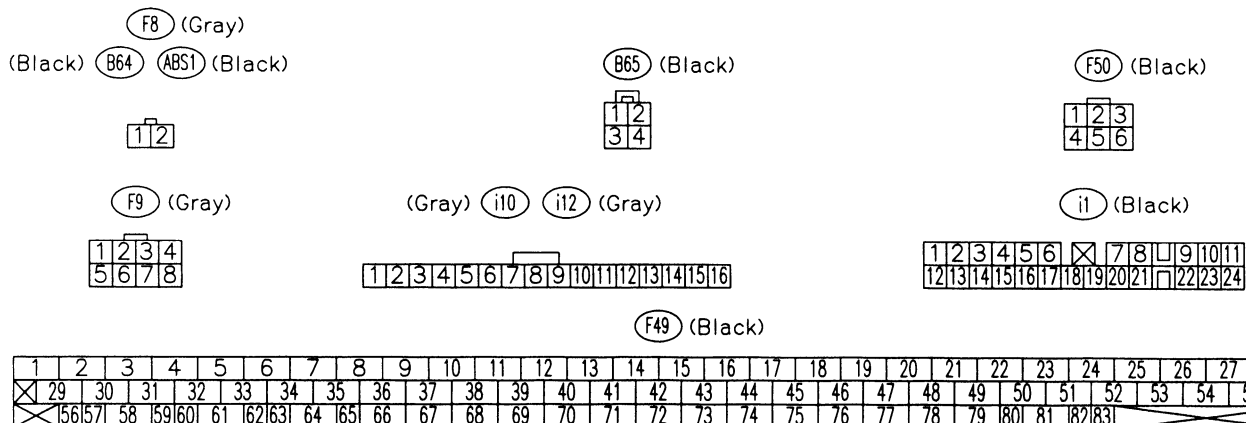 F8 (Gray)
(Black) B64 ABS1 (Black)
1 2
B65 (Black)
1 2
3 4
F50 (Black)
1 2 3
4 5 6
F9 (Gray)
1 2 3 4
5 6 7 8
(Gray) i10 i12 (Gray)
1 2 3 4 5 6 7 8 9 10 11 12 13 14 15 16
i1 (Black)
1 2 3 4 5 6 7 8 9 10 11
12 13 14 15 16 17 18 19 20 21 22 23 24
F49 (Black)
1 2 3 4 5 6 7 8 9 10 11 12 13 14 15 16 17 18 19 20 21 22 23 24 25 26 27
29 30 31 32 33 34 35 36 37 38 39 40 41 42 43 44 45 46 47 48 49 50 51 52 53 54
56 57 58 59 60 61 62 63 64 65 66 67 68 69 70 71 72 73 74 75 76 77 78 79 80 81 82 83